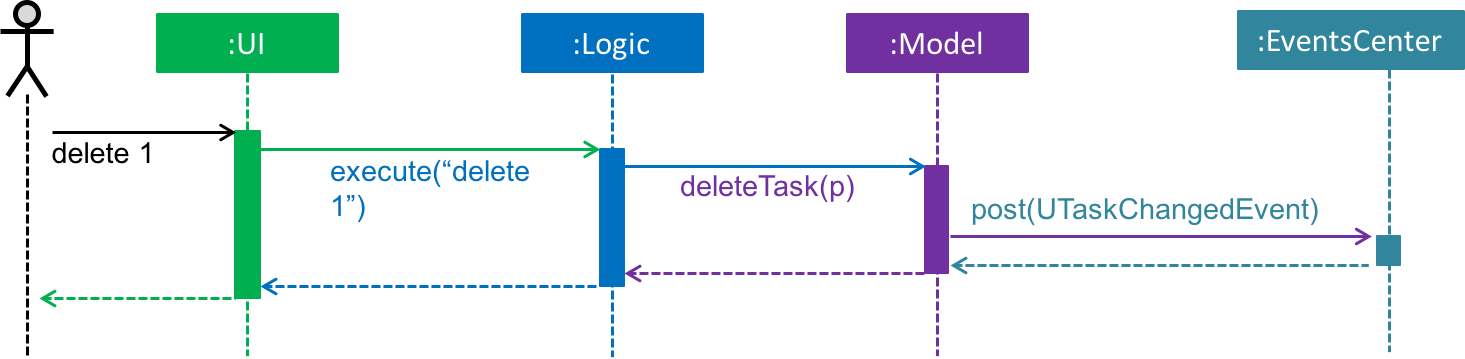 :UI
:Logic
:Model
:EventsCenter
delete 1
execute(“delete
1”)
deleteTask(p)
post(UTaskChangedEvent)